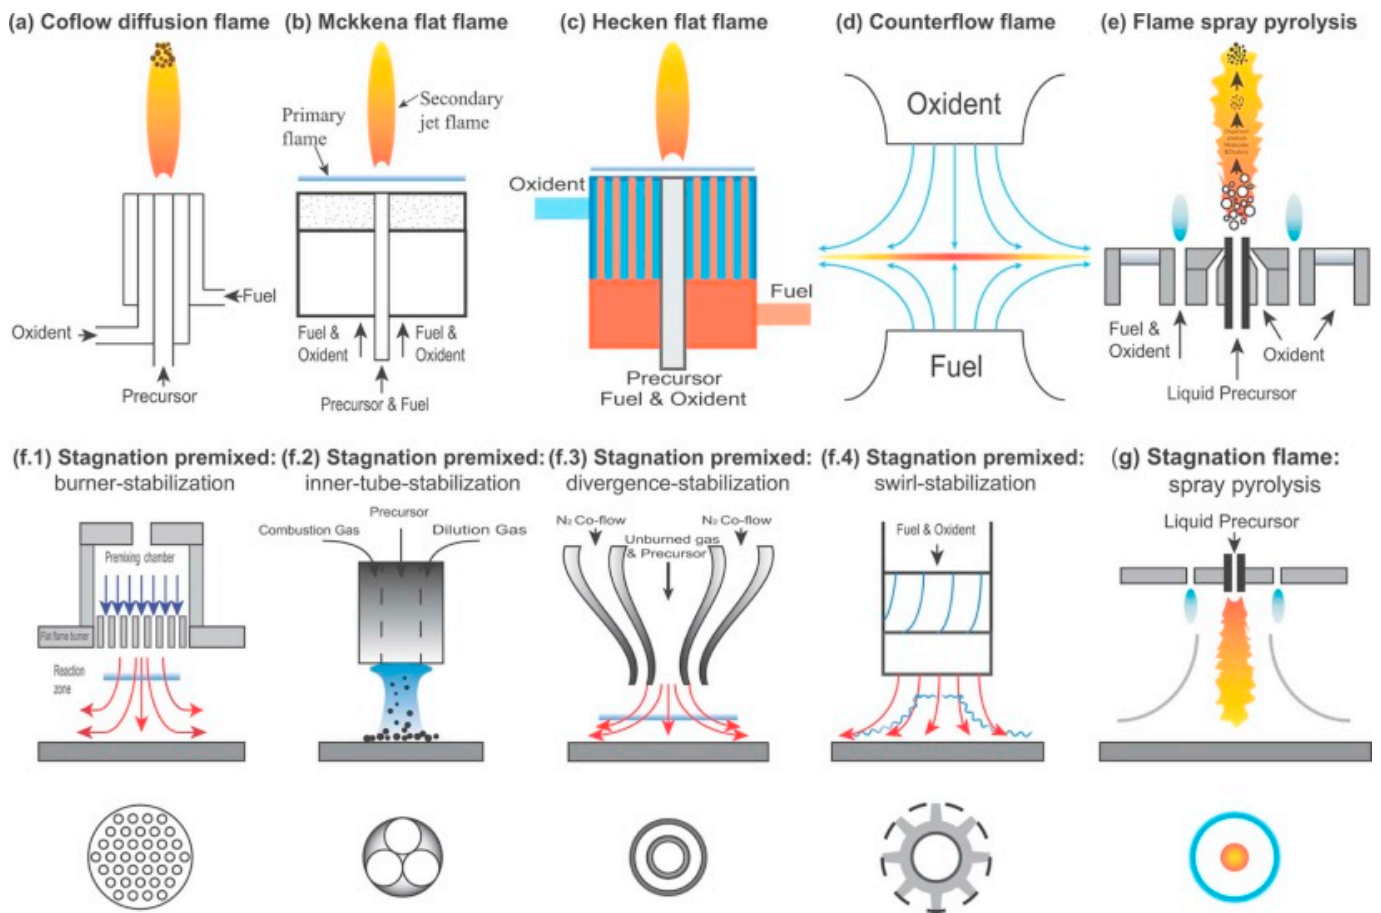 (a) Coflow diffusion flame
Oxident
Fuel
Precursor
(b) Mckkena flat flame
Primary
flame
Secondary
jet flame
Fuel &
Oxident
Fuel &
Oxident
Precursor & Fuel
(c) Hecken flat flame
Oxident
Fuel
Precursor
Fuel & Oxident
(d) Counterflow flame
Oxident
Fuel
(e) Flame spray pyrolysis
Fuel &
Oxident
Oxident
Liquid Precursor
(f.1) Stagnation premixed:
burner-stabilization
Premixing chamber
Flat flame burner
Reaction
zone
(f.2) Stagnation premixed:
inner-tube-stabilization
Precursor
Combustion Gas
Dilution Gas
(f.3) Stagnation premixed:
divergence-stabilization
N₂ Co-flow
N₂ Co-flow
Unburned gas
& Precursor
(f.4) Stagnation premixed:
swirl-stabilization
Fuel & Oxident
(g) Stagnation flame:
spray pyrolysis
Liquid Precursor